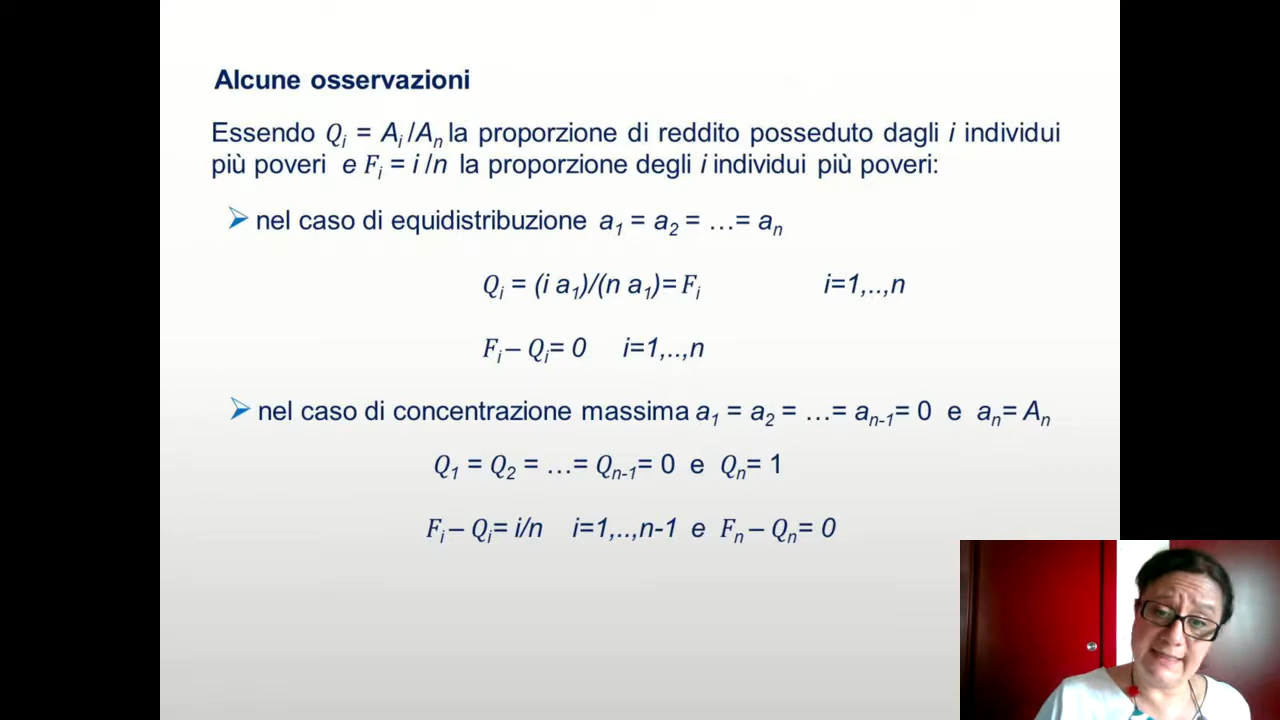 Alcune osservazioni
Essendo Qᵢ = Aᵢ/Aₙ la proporzione di reddito posseduto dagli i individui
più poveri e Fᵢ = i/n la proporzione degli i individui più poveri:
➢ nel caso di equidistribuzione a₁ = a₂ = …= aₙ
Qᵢ = (i a₁)/(n a₁)= Fᵢ i=1,..,n
Fᵢ – Qᵢ= 0 i=1,..,n
➢ nel caso di concentrazione massima a₁ = a₂ = …= aₙ₋₁= 0 e aₙ= Aₙ
Q₁ = Q₂ = …= Qₙ₋₁= 0 e Qₙ= 1
Fᵢ – Qᵢ= i/n i=1,..,n-1 e Fₙ – Qₙ= 0